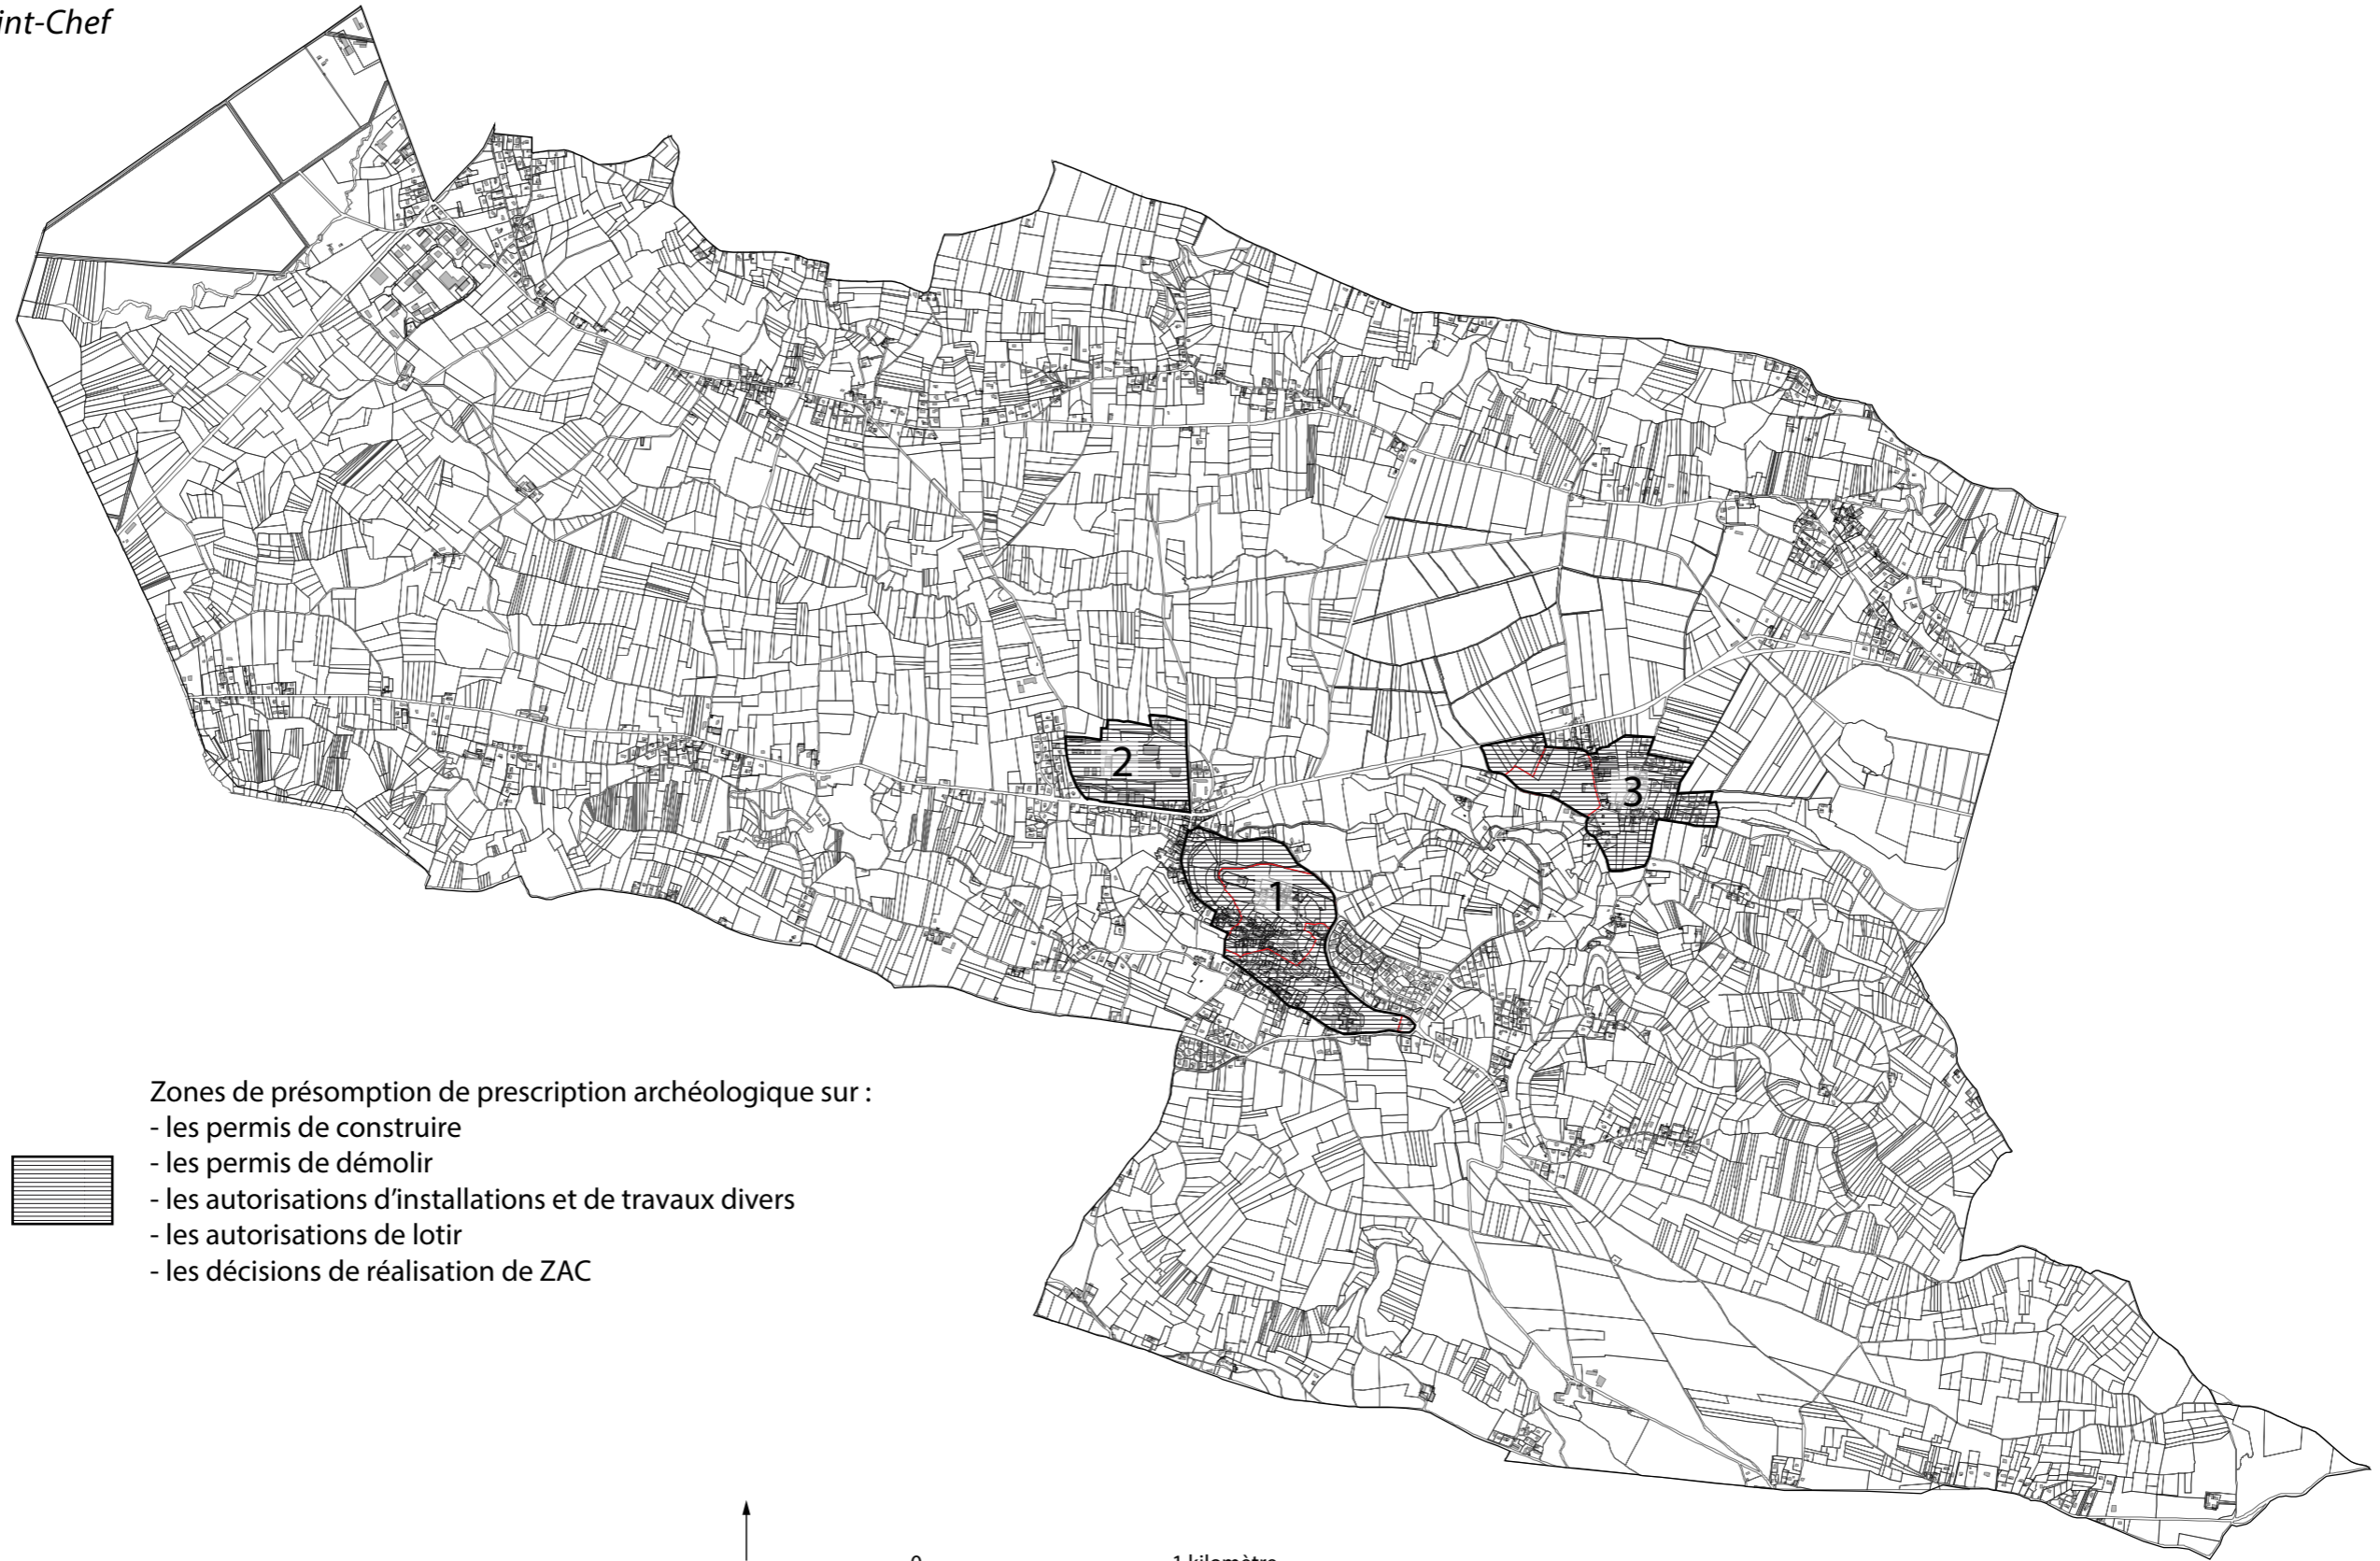 int-Chef
2
3
1
Zones de présomption de prescription archéologique sur :
- les permis de construire
- les permis de démolir
- les autorisations d'installations et de travaux divers
- les autorisations de lotir
- les décisions de réalisation de ZAC
0 1 kilomètre